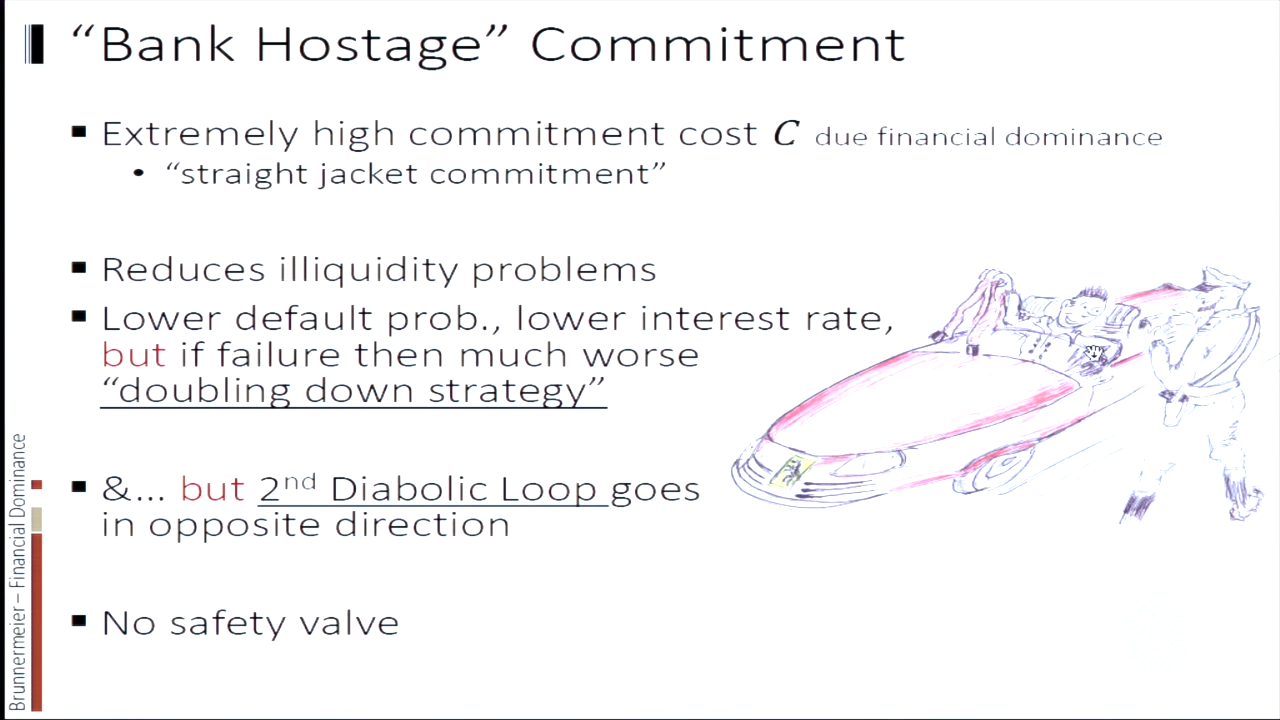 “Bank Hostage” Commitment
Extremely high commitment cost C due financial dominance
“straight jacket commitment”
Reduces illiquidity problems
Lower default prob., lower interest rate,
but if failure then much worse
“doubling down strategy”
&... but 2nd Diabolic Loop goes
in opposite direction
No safety valve
Brunnermeier – Financial Dominance